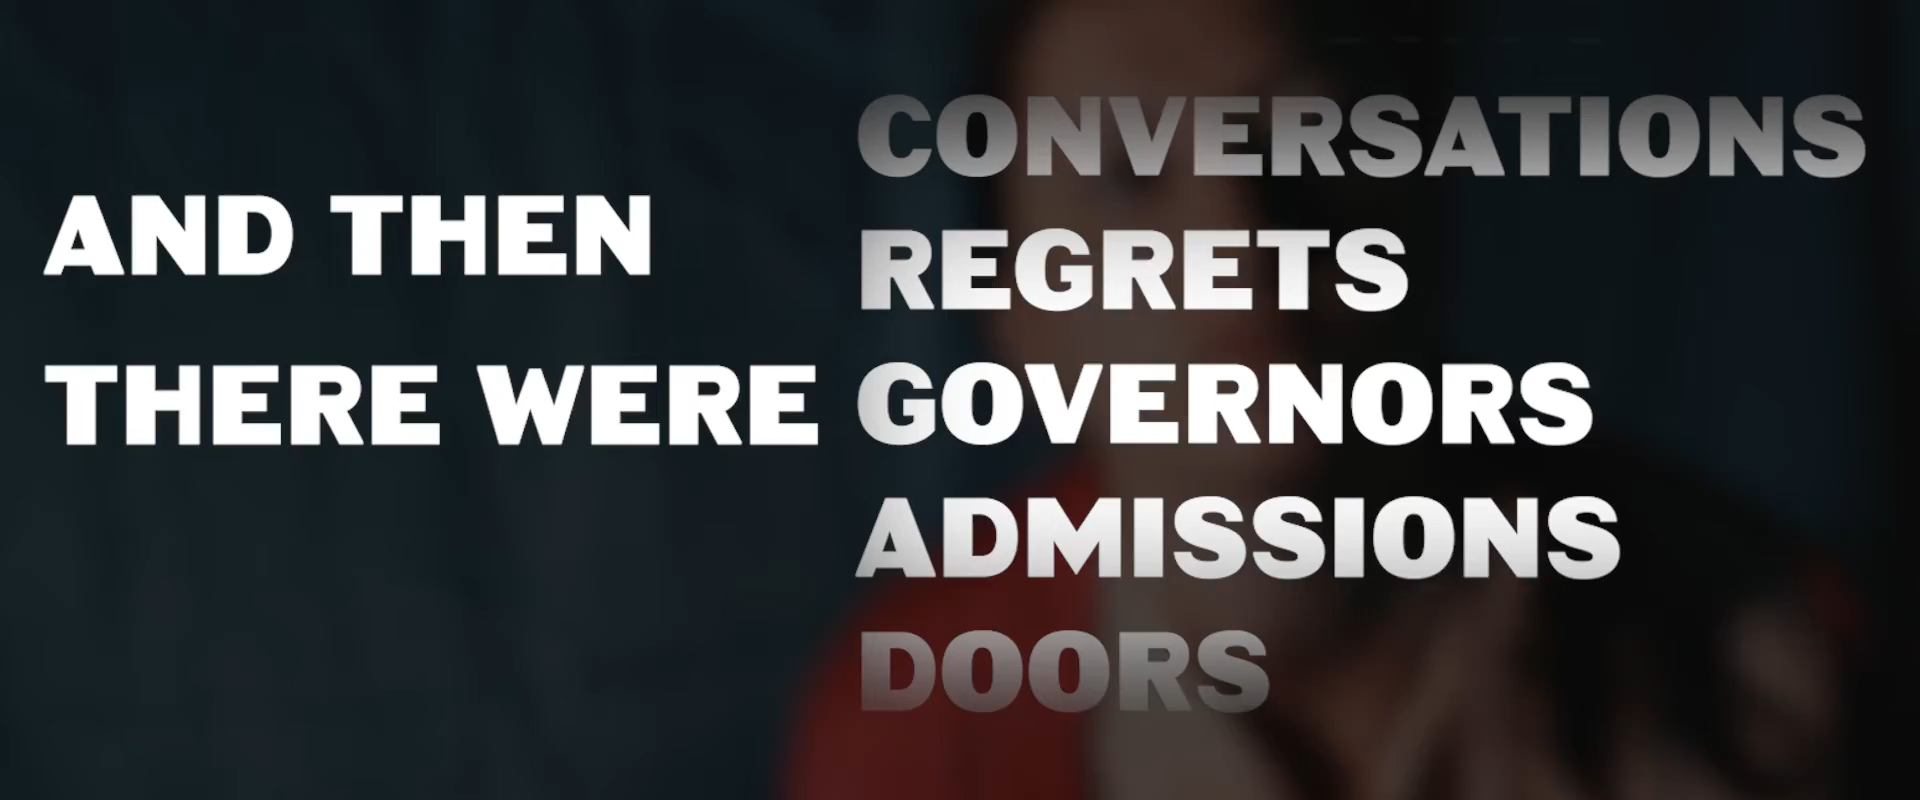 AND THEN
THERE WERE
CONVERSATIONS
REGRETS
GOVERNORS
ADMISSIONS
DOORS